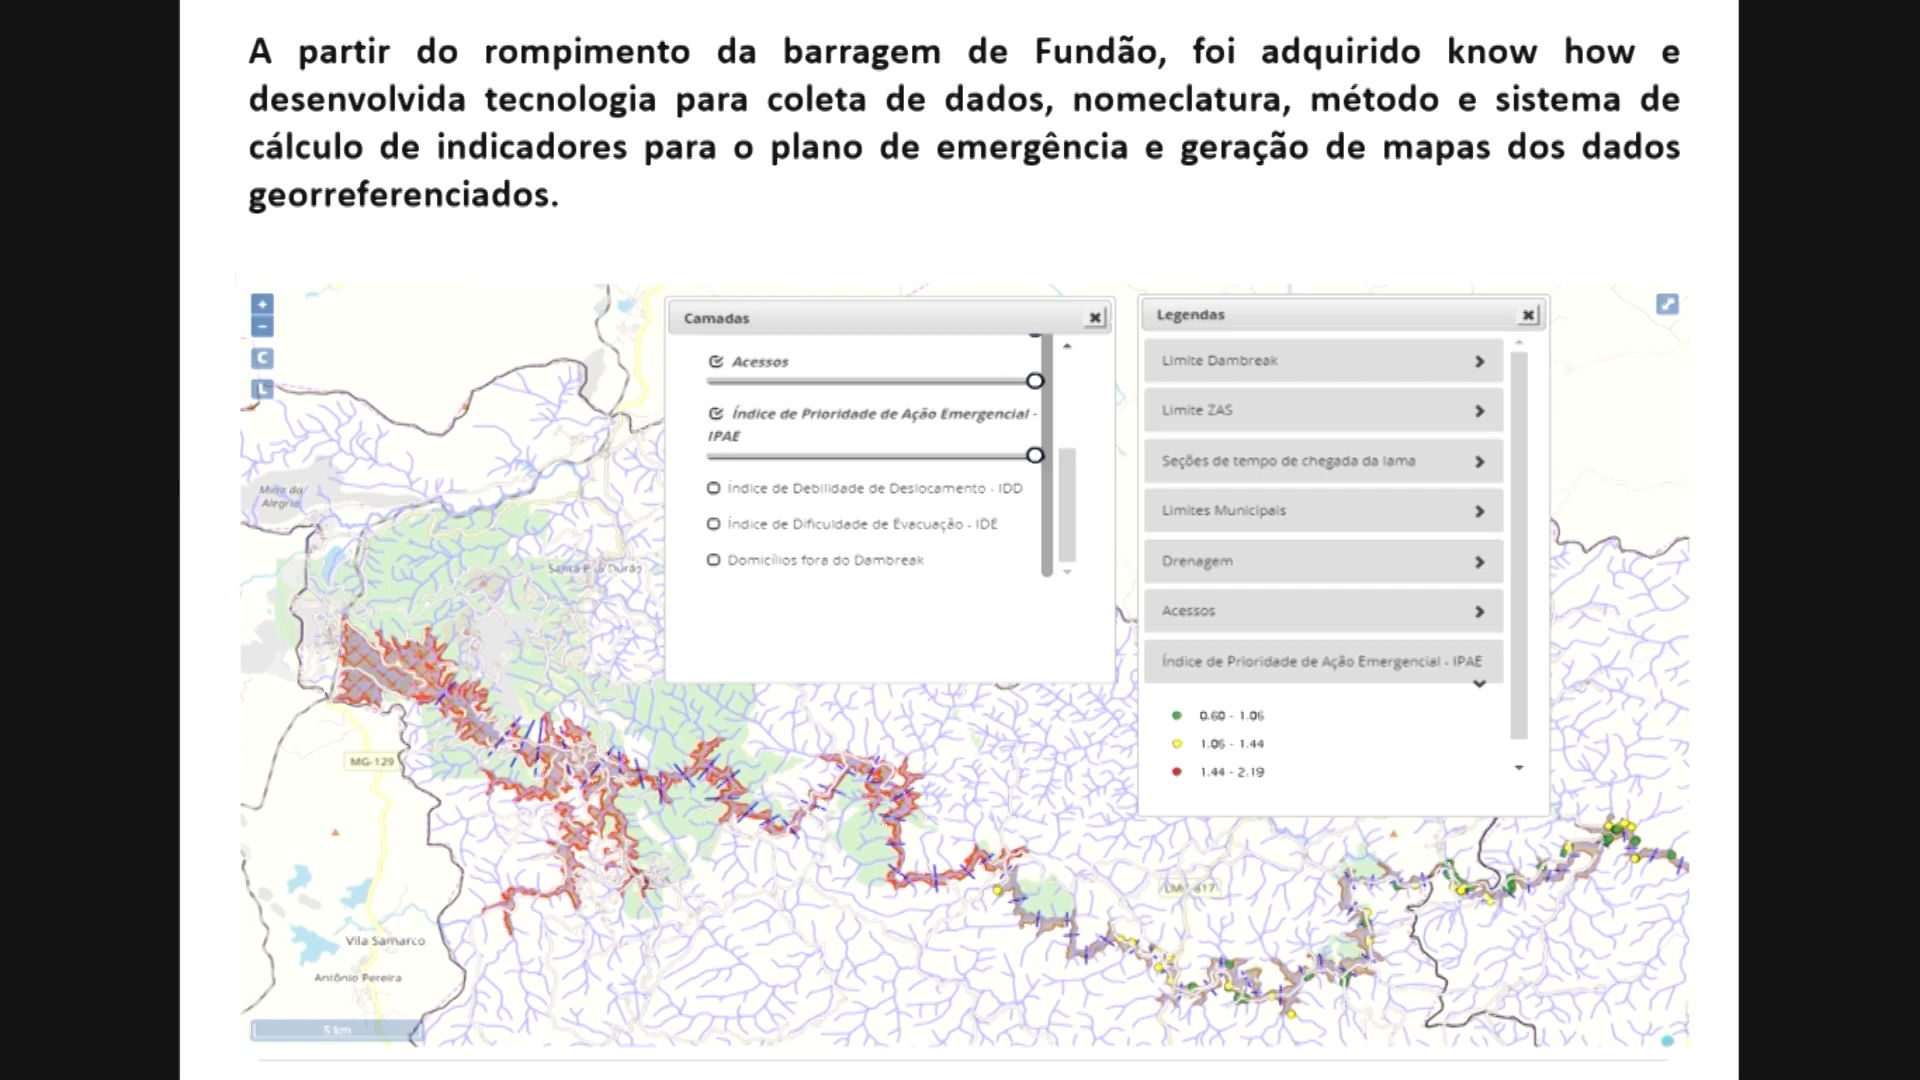 A partir do rompimento da barragem de Fundão, foi adquirido know how e
desenvolvida tecnologia para coleta de dados, nomeclatura, método e sistema de
cálculo de indicadores para o plano de emergência e geração de mapas dos dados
georreferenciados.
+
−
C
L
Camadas
Acessos
Índice de Prioridade de Ação Emergencial -
IPAE
Índice de Debilidade de Deslocamento - IDD
Índice de Dificuldade de Evacuação - IDE
Domicílios fora do Dambreak
Legendas
Limite Dambreak
Limite ZAS
Seções de tempo de chegada da lama
Limites Municipais
Drenagem
Acessos
Índice de Prioridade de Ação Emergencial - IPAE
0.60 - 1.06
1.06 - 1.44
1.44 - 2.19
Mina da
Alegria
MG-129
Vila Samarco
Antônio Pereira
5 km